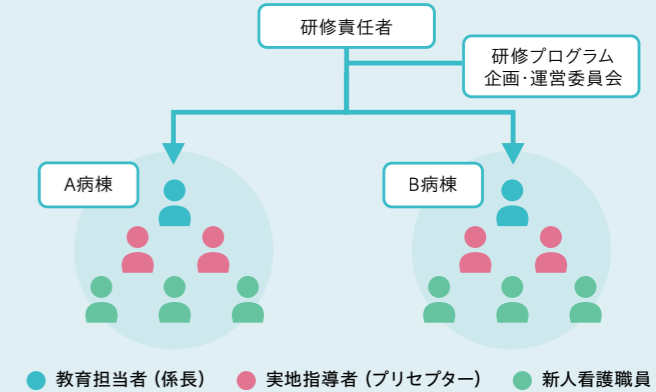 研修責任者
研修プログラム
企画・運営委員会
A病棟
B病棟
教育担当者（係長）
実地指導者（プリセプター）
新人看護職員